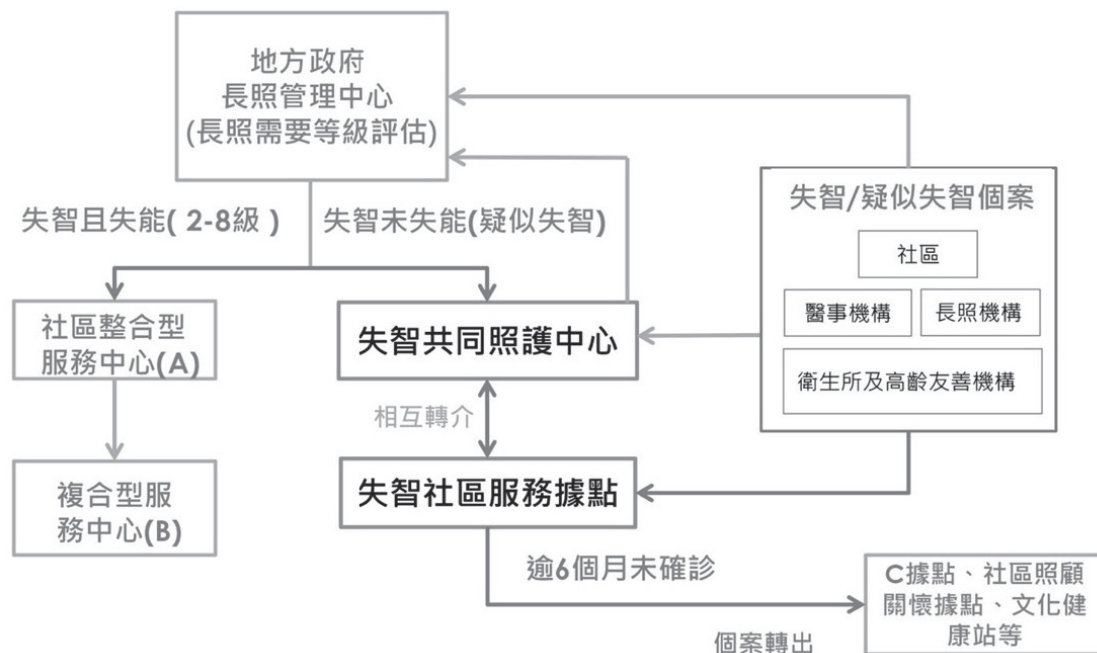 地方政府
長照管理中心
(長照需要等級評估)
失智且失能( 2-8級 )
失智未失能(疑似失智)
失智/疑似失智個案
社區
醫事機構
長照機構
衛生所及高齡友善機構
社區整合型
服務中心(A)
失智共同照護中心
相互轉介
複合型服
務中心(B)
失智社區服務據點
逾6個月未確診
個案轉出
C據點、社區照顧
關懷據點、文化健
康站等